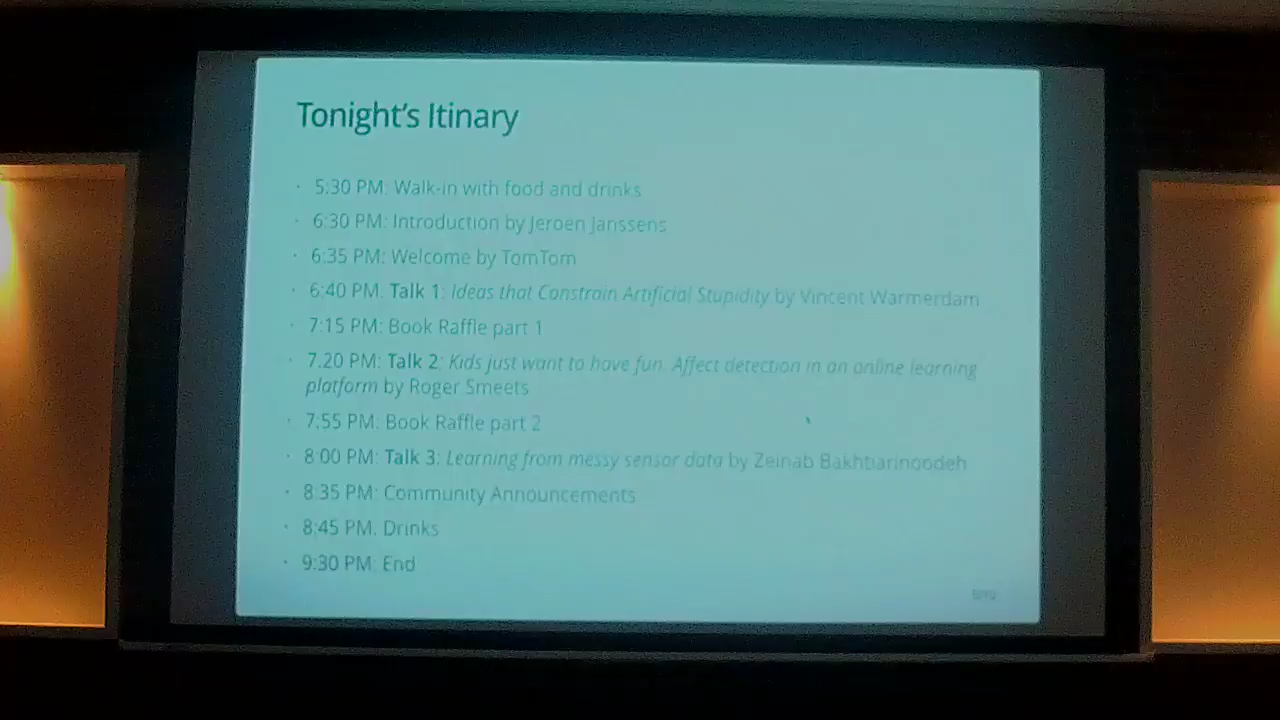 Tonight's Itinary
· 5:30 PM: Walk-in with food and drinks
· 6:30 PM: Introduction by Jeroen Janssens
· 6:35 PM: Welcome by TomTom
· 6:40 PM: Talk 1: Ideas that Constrain Artificial Stupidity by Vincent Warmerdam
· 7:15 PM: Book Raffle part 1
· 7:20 PM: Talk 2: Kids just want to have fun. Affect detection in an online learning
platform by Roger Smeets
· 7:55 PM: Book Raffle part 2
· 8:00 PM: Talk 3: Learning from messy sensor data by Zeinab Bakhtiarinoodeh
· 8:35 PM: Community Announcements
· 8:45 PM: Drinks
· 9:30 PM: End